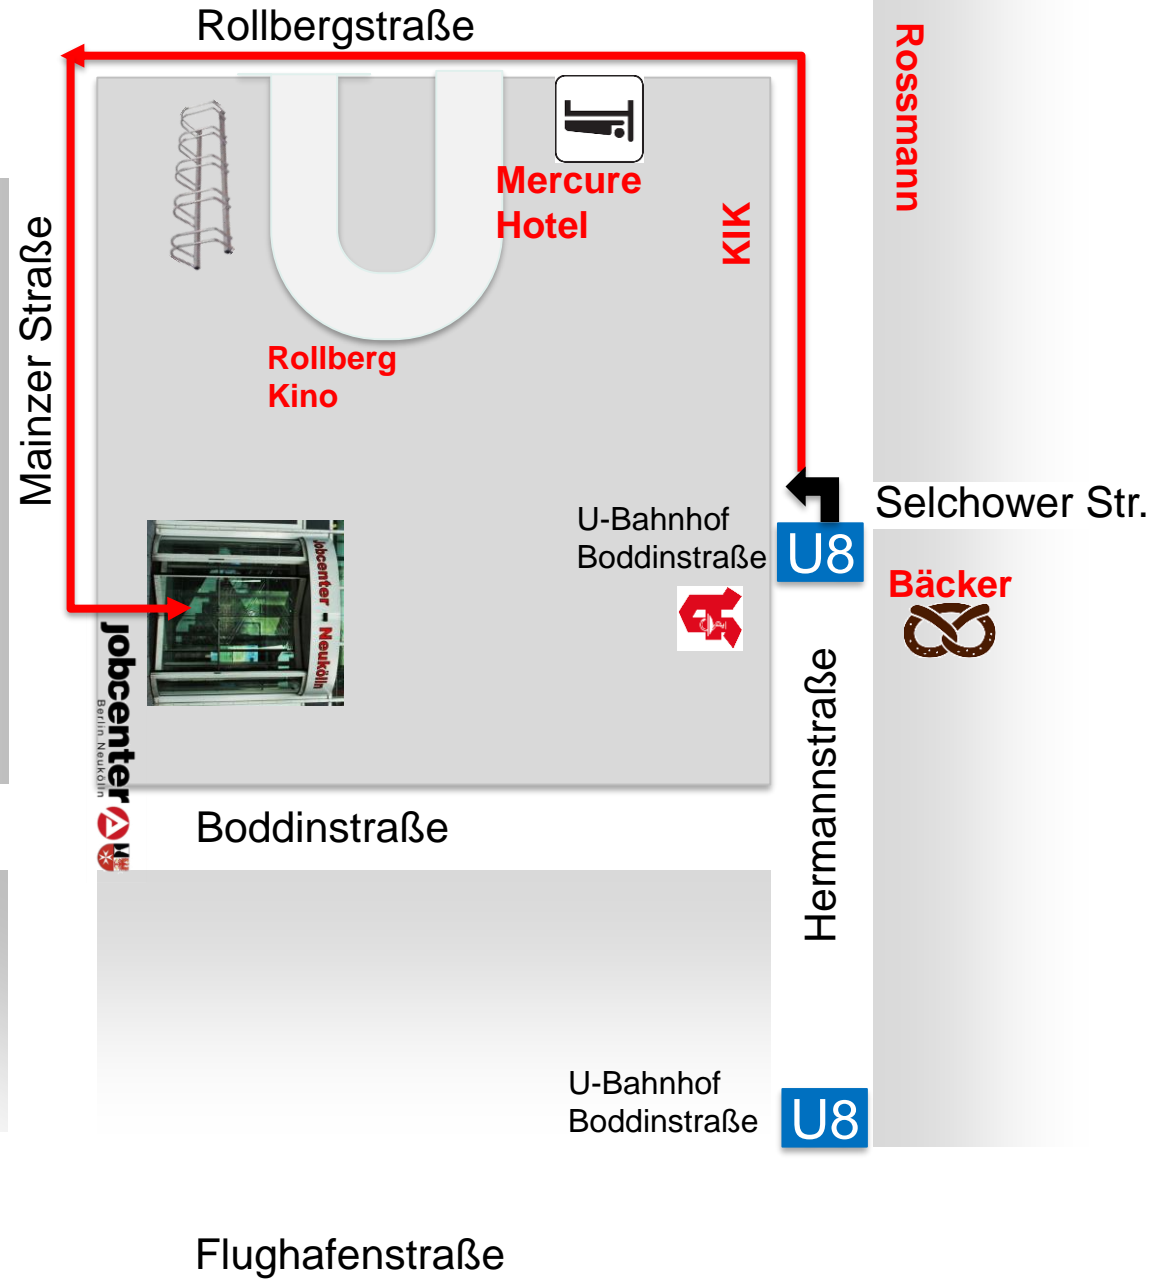 Rollbergstraße
Rossmann
Mercure
Hotel
KIK
Mainzer Straße
Rollberg
Kino
Selchower Str.
U-Bahnhof
Boddinstraße
U8
Bäcker
jobcenter - Neukölln
jobcenter
Berlin Neukölln
Hermannstraße
Boddinstraße
U-Bahnhof
Boddinstraße
U8
Flughafenstraße